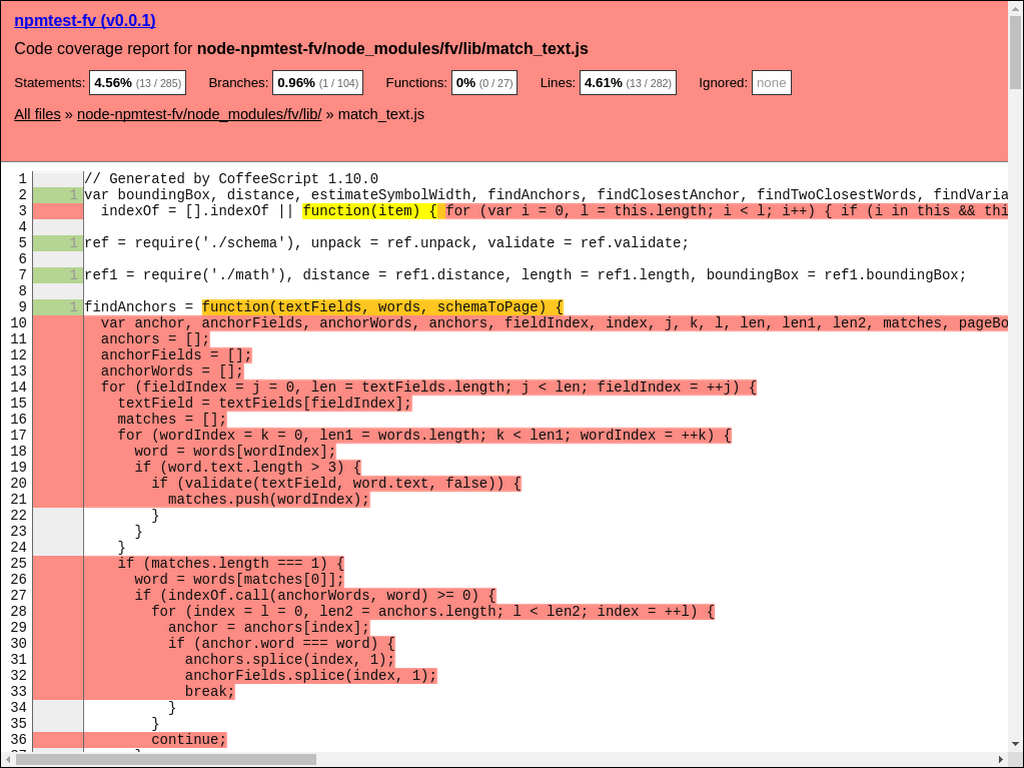 npmtest-fv (v0.0.1)
Code coverage report for node-npmtest-fv/node_modules/fv/lib/match_text.js
Statements: 4.56% (13 / 285) Branches: 0.96% (1 / 104) Functions: 0% (0 / 27) Lines: 4.61% (13 / 282) Ignored: none
All files » node-npmtest-fv/node_modules/fv/lib/ » match_text.js
1 // Generated by CoffeeScript 1.10.0
2 1 var boundingBox, distance, estimateSymbolWidth, findAnchors, findClosestAnchor, findTwoClosestWords, findVaria
3 indexOf = [].indexOf || function(item) { for (var i = 0, l = this.length; i < l; i++) { if (i in this && thi
4
5 1 ref = require('./schema'), unpack = ref.unpack, validate = ref.validate;
6
7 1 ref1 = require('./math'), distance = ref1.distance, length = ref1.length, boundingBox = ref1.boundingBox;
8
9 1 findAnchors = function(textFields, words, schemaToPage) {
10 var anchor, anchorFields, anchorWords, anchors, fieldIndex, index, j, k, l, len, len1, len2, matches, pageBo
11 anchors = [];
12 anchorFields = [];
13 anchorWords = [];
14 for (fieldIndex = j = 0, len = textFields.length; j < len; fieldIndex = ++j) {
15 textField = textFields[fieldIndex];
16 matches = [];
17 for (wordIndex = k = 0, len1 = words.length; k < len1; wordIndex = ++k) {
18 word = words[wordIndex];
19 if (word.text.length > 3) {
20 if (validate(textField, word.text, false)) {
21 matches.push(wordIndex);
22 }
23 }
24 }
25 if (matches.length === 1) {
26 word = words[matches[0]];
27 if (indexOf.call(anchorWords, word) >= 0) {
28 for (index = l = 0, len2 = anchors.length; l < len2; index = ++l) {
29 anchor = anchors[index];
30 if (anchor.word === word) {
31 anchors.splice(index, 1);
32 anchorFields.splice(index, 1);
33 break;
34 }
35 }
36 continue;